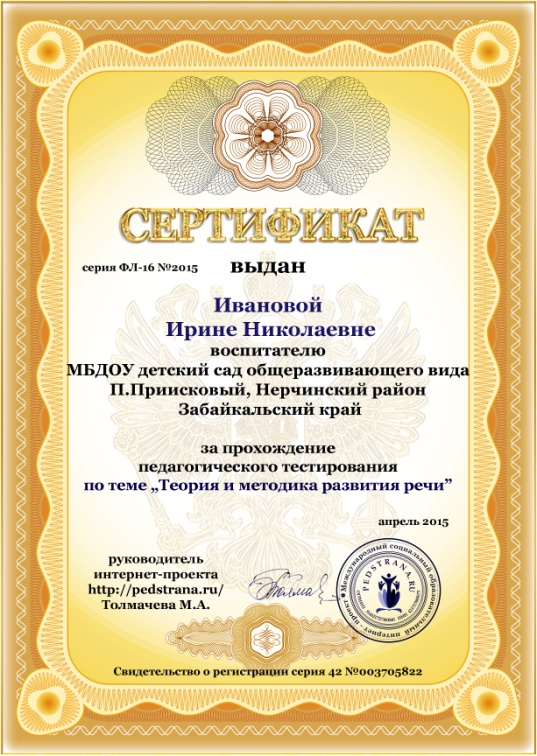 СЕРТИФИКАТ
серия ФЛ-16 №2015 выдан
Ивановой
Ирине Николаевне
воспитателю
МБДОУ детский сад общеразвивающего вида
П.Приисковый, Нерчинский район
Забайкальский край
за прохождение
педагогического тестирования
по теме „Теория и методика развития речи”
апрель 2015
руководитель
интернет-проекта
http://pedstrana.ru/
Толмачева М.А.
Международный социальный образовательный интернет-проект
PEDSTRANA.RU
Свидетельство о регистрации серия 42 №003705822